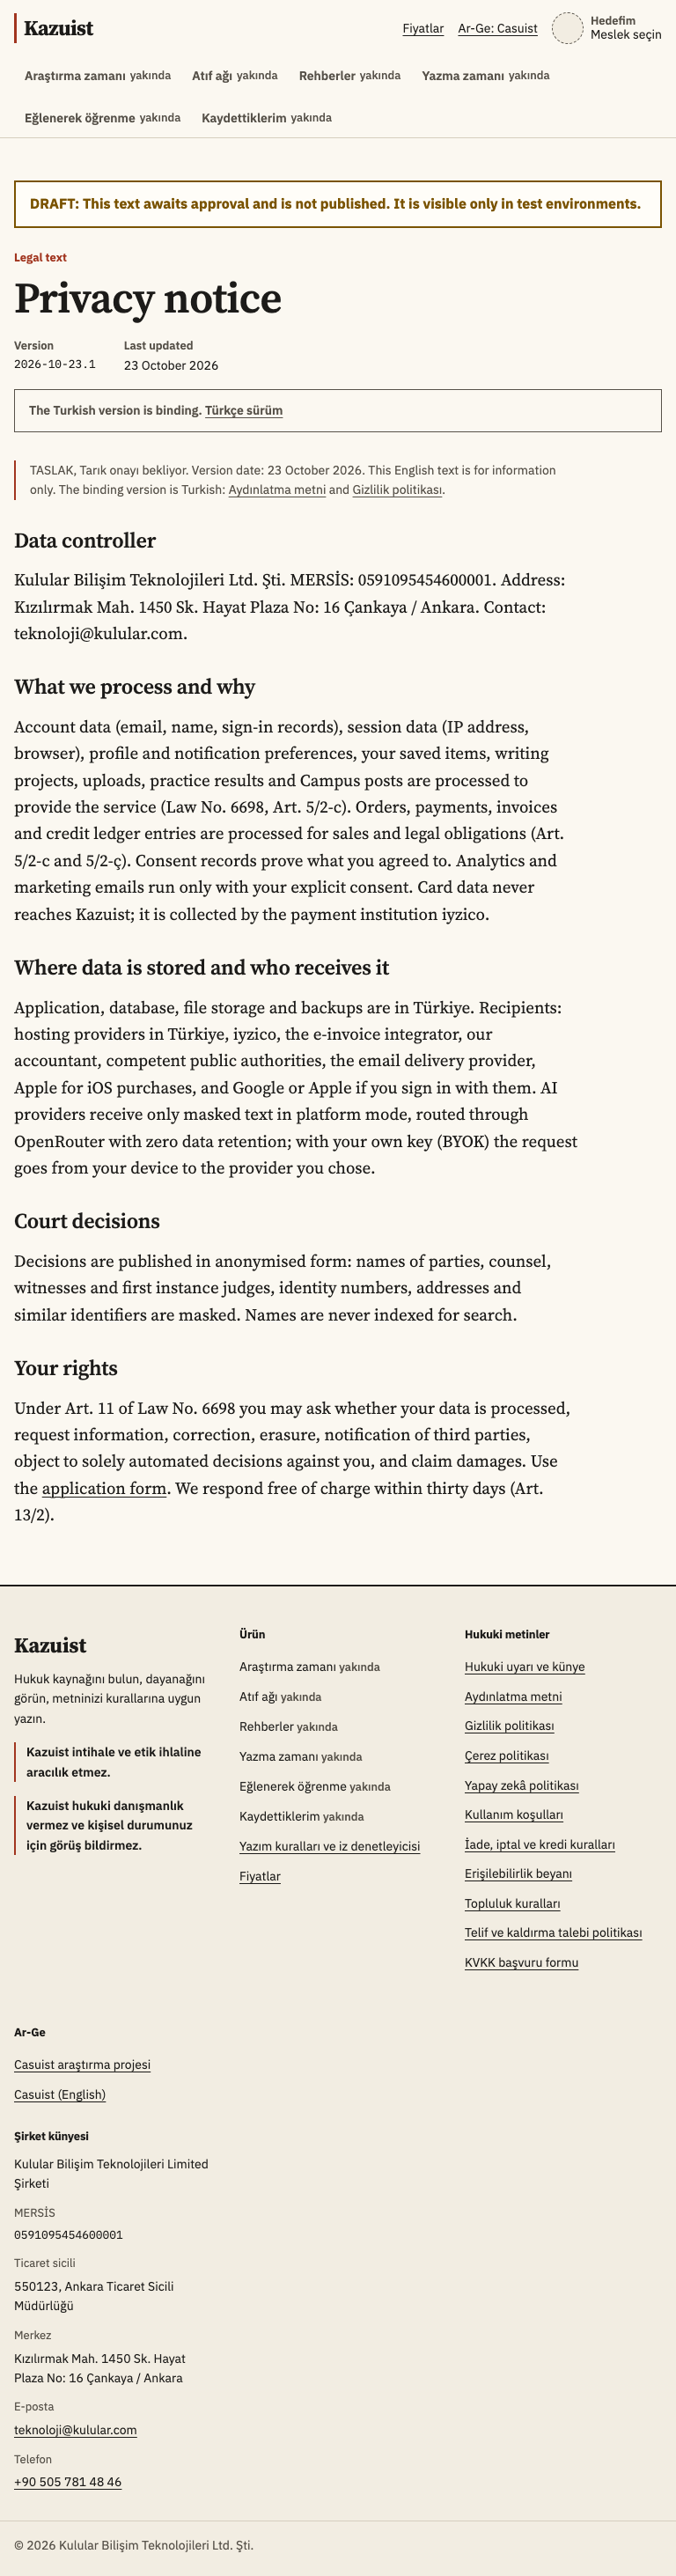 Kazuist
Fiyatlar
Ar-Ge: Casuist
Hedefim
Meslek seçin
Araştırma zamanı yakında
Atıf ağı yakında
Rehberler yakında
Yazma zamanı yakında
Eğlenerek öğrenme yakında
Kaydettiklerim yakında
DRAFT: This text awaits approval and is not published. It is visible only in test environments.
Legal text
Privacy notice
Version
2026-10-23.1
Last updated
23 October 2026
The Turkish version is binding. Türkçe sürüm
TASLAK, Tarık onayı bekliyor. Version date: 23 October 2026. This English text is for information
only. The binding version is Turkish: Aydınlatma metni and Gizlilik politikası.
Data controller
Kulular Bilişim Teknolojileri Ltd. Şti. MERSİS: 0591095454600001. Address:
Kızılırmak Mah. 1450 Sk. Hayat Plaza No: 16 Çankaya / Ankara. Contact:
teknoloji@kulular.com.
What we process and why
Account data (email, name, sign-in records), session data (IP address,
browser), profile and notification preferences, your saved items, writing
projects, uploads, practice results and Campus posts are processed to
provide the service (Law No. 6698, Art. 5/2-c). Orders, payments, invoices
and credit ledger entries are processed for sales and legal obligations (Art.
5/2-c and 5/2-ç). Consent records prove what you agreed to. Analytics and
marketing emails run only with your explicit consent. Card data never
reaches Kazuist; it is collected by the payment institution iyzico.
Where data is stored and who receives it
Application, database, file storage and backups are in Türkiye. Recipients:
hosting providers in Türkiye, iyzico, the e-invoice integrator, our
accountant, competent public authorities, the email delivery provider,
Apple for iOS purchases, and Google or Apple if you sign in with them. AI
providers receive only masked text in platform mode, routed through
OpenRouter with zero data retention; with your own key (BYOK) the request
goes from your device to the provider you chose.
Court decisions
Decisions are published in anonymised form: names of parties, counsel,
witnesses and first instance judges, identity numbers, addresses and
similar identifiers are masked. Names are never indexed for search.
Your rights
Under Art. 11 of Law No. 6698 you may ask whether your data is processed,
request information, correction, erasure, notification of third parties,
object to solely automated decisions against you, and claim damages. Use
the application form. We respond free of charge within thirty days (Art.
13/2).
Kazuist
Hukuk kaynağını bulun, dayanağını
görün, metninizi kurallarına uygun
yazın.
Kazuist intihale ve etik ihlaline
aracılık etmez.
Kazuist hukuki danışmanlık
vermez ve kişisel durumunuz
için görüş bildirmez.
Ürün
Araştırma zamanı yakında
Atıf ağı yakında
Rehberler yakında
Yazma zamanı yakında
Eğlenerek öğrenme yakında
Kaydettiklerim yakında
Yazım kuralları ve iz denetleyicisi
Fiyatlar
Hukuki metinler
Hukuki uyarı ve künye
Aydınlatma metni
Gizlilik politikası
Çerez politikası
Yapay zekâ politikası
Kullanım koşulları
İade, iptal ve kredi kuralları
Erişilebilirlik beyanı
Topluluk kuralları
Telif ve kaldırma talebi politikası
KVKK başvuru formu
Ar-Ge
Casuist araştırma projesi
Casuist (English)
Şirket künyesi
Kulular Bilişim Teknolojileri Limited
Şirketi
MERSİS
0591095454600001
Ticaret sicili
550123, Ankara Ticaret Sicili
Müdürlüğü
Merkez
Kızılırmak Mah. 1450 Sk. Hayat
Plaza No: 16 Çankaya / Ankara
E-posta
teknoloji@kulular.com
Telefon
+90 505 781 48 46
© 2026 Kulular Bilişim Teknolojileri Ltd. Şti.